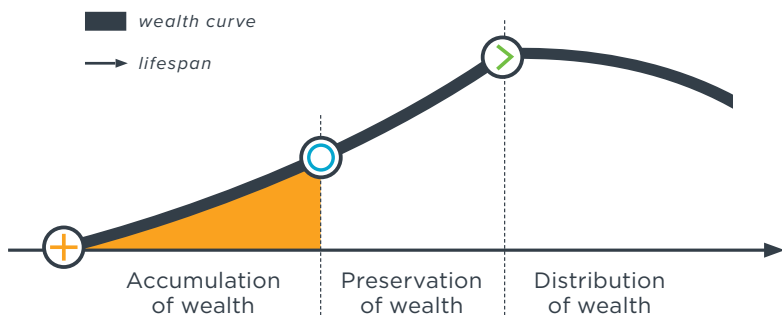 wealth curve
lifespan
Accumulation
of wealth
Preservation
of wealth
Distribution
of wealth